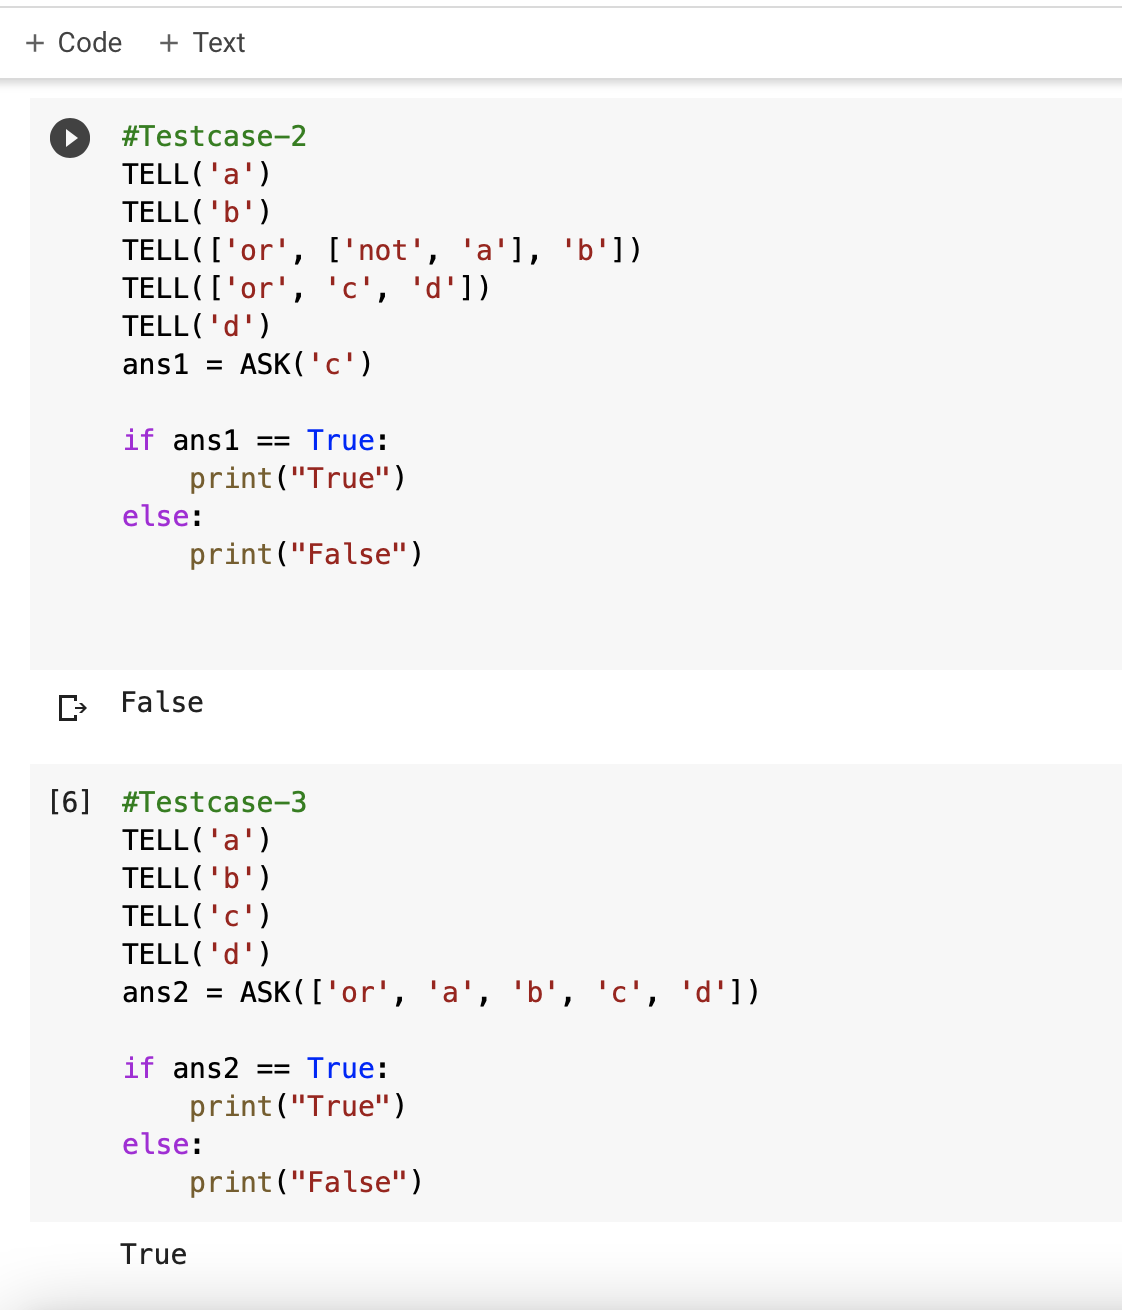 + Code + Text
#Testcase-2
TELL('a')
TELL('b')
TELL(['or', ['not', 'a'], 'b'])
TELL(['or', 'c', 'd'])
TELL('d')
ans1 = ASK('c')
if ans1 == True:
    print("True")
else:
    print("False")
False
[6] #Testcase-3
TELL('a')
TELL('b')
TELL('c')
TELL('d')
ans2 = ASK(['or', 'a', 'b', 'c', 'd'])
if ans2 == True:
    print("True")
else:
    print("False")
True